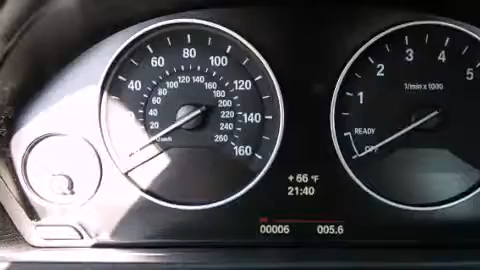 40 60 80 100 120 140 160
20 40 60 80 100 120 140 160 180 200 220 240 260
km/h
1 2 3 4 5
1/min x 1000
READY
OFF
+ 66 °F
21:40
00006 005.6